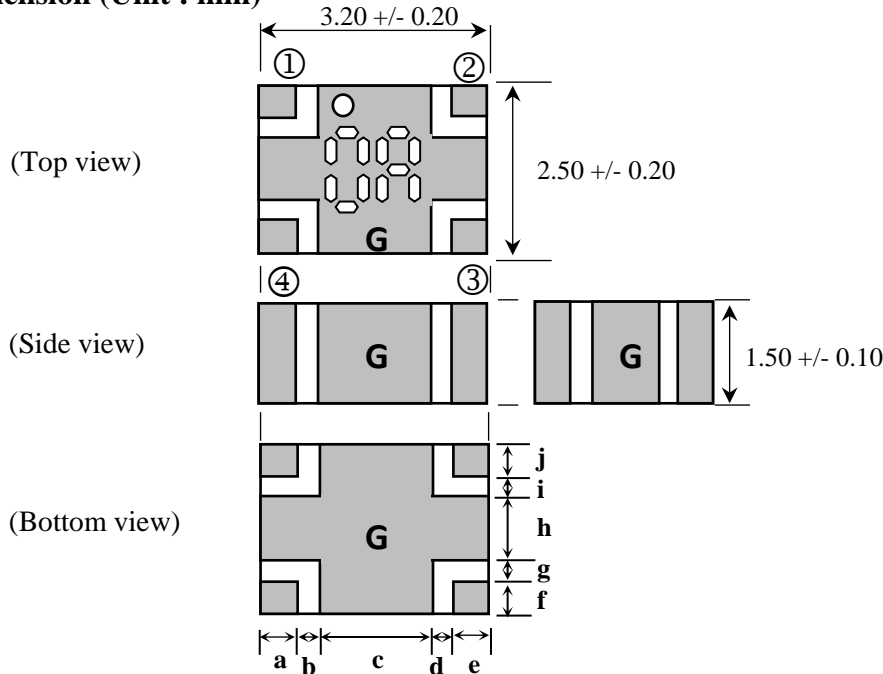 ension (Unit : mm)
3.20 +/- 0.20
① ②
(Top view)
0A
2.50 +/- 0.20
G
④ ③
(Side view)
G
G
1.50 +/- 0.10
j
i
(Bottom view)
G
h
g
f
a b c d e